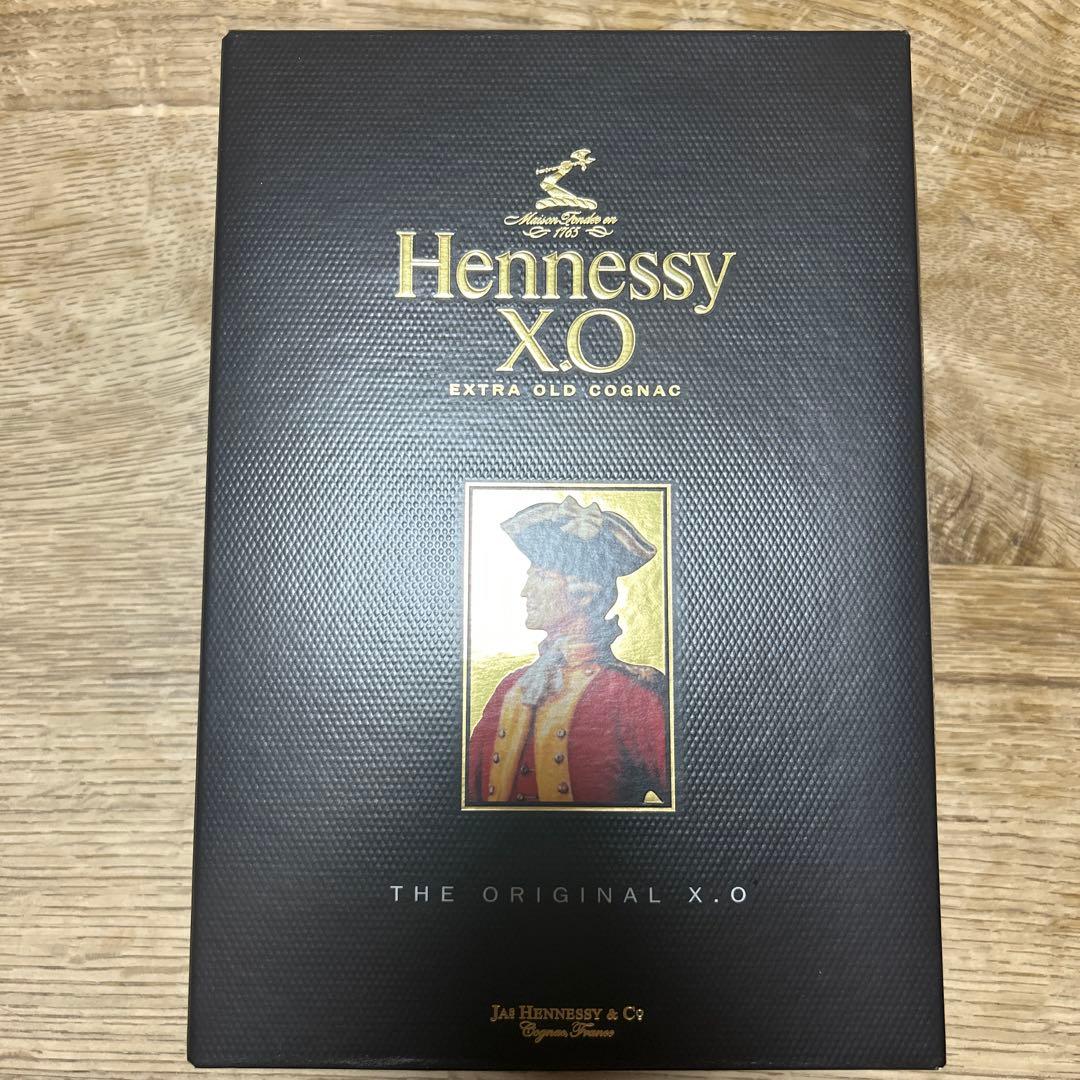 Maison Fondée en
1765
Hennessy
X.O
EXTRA OLD COGNAC
THE ORIGINAL X.O
JAS HENNESSY & CO
Cognac, France